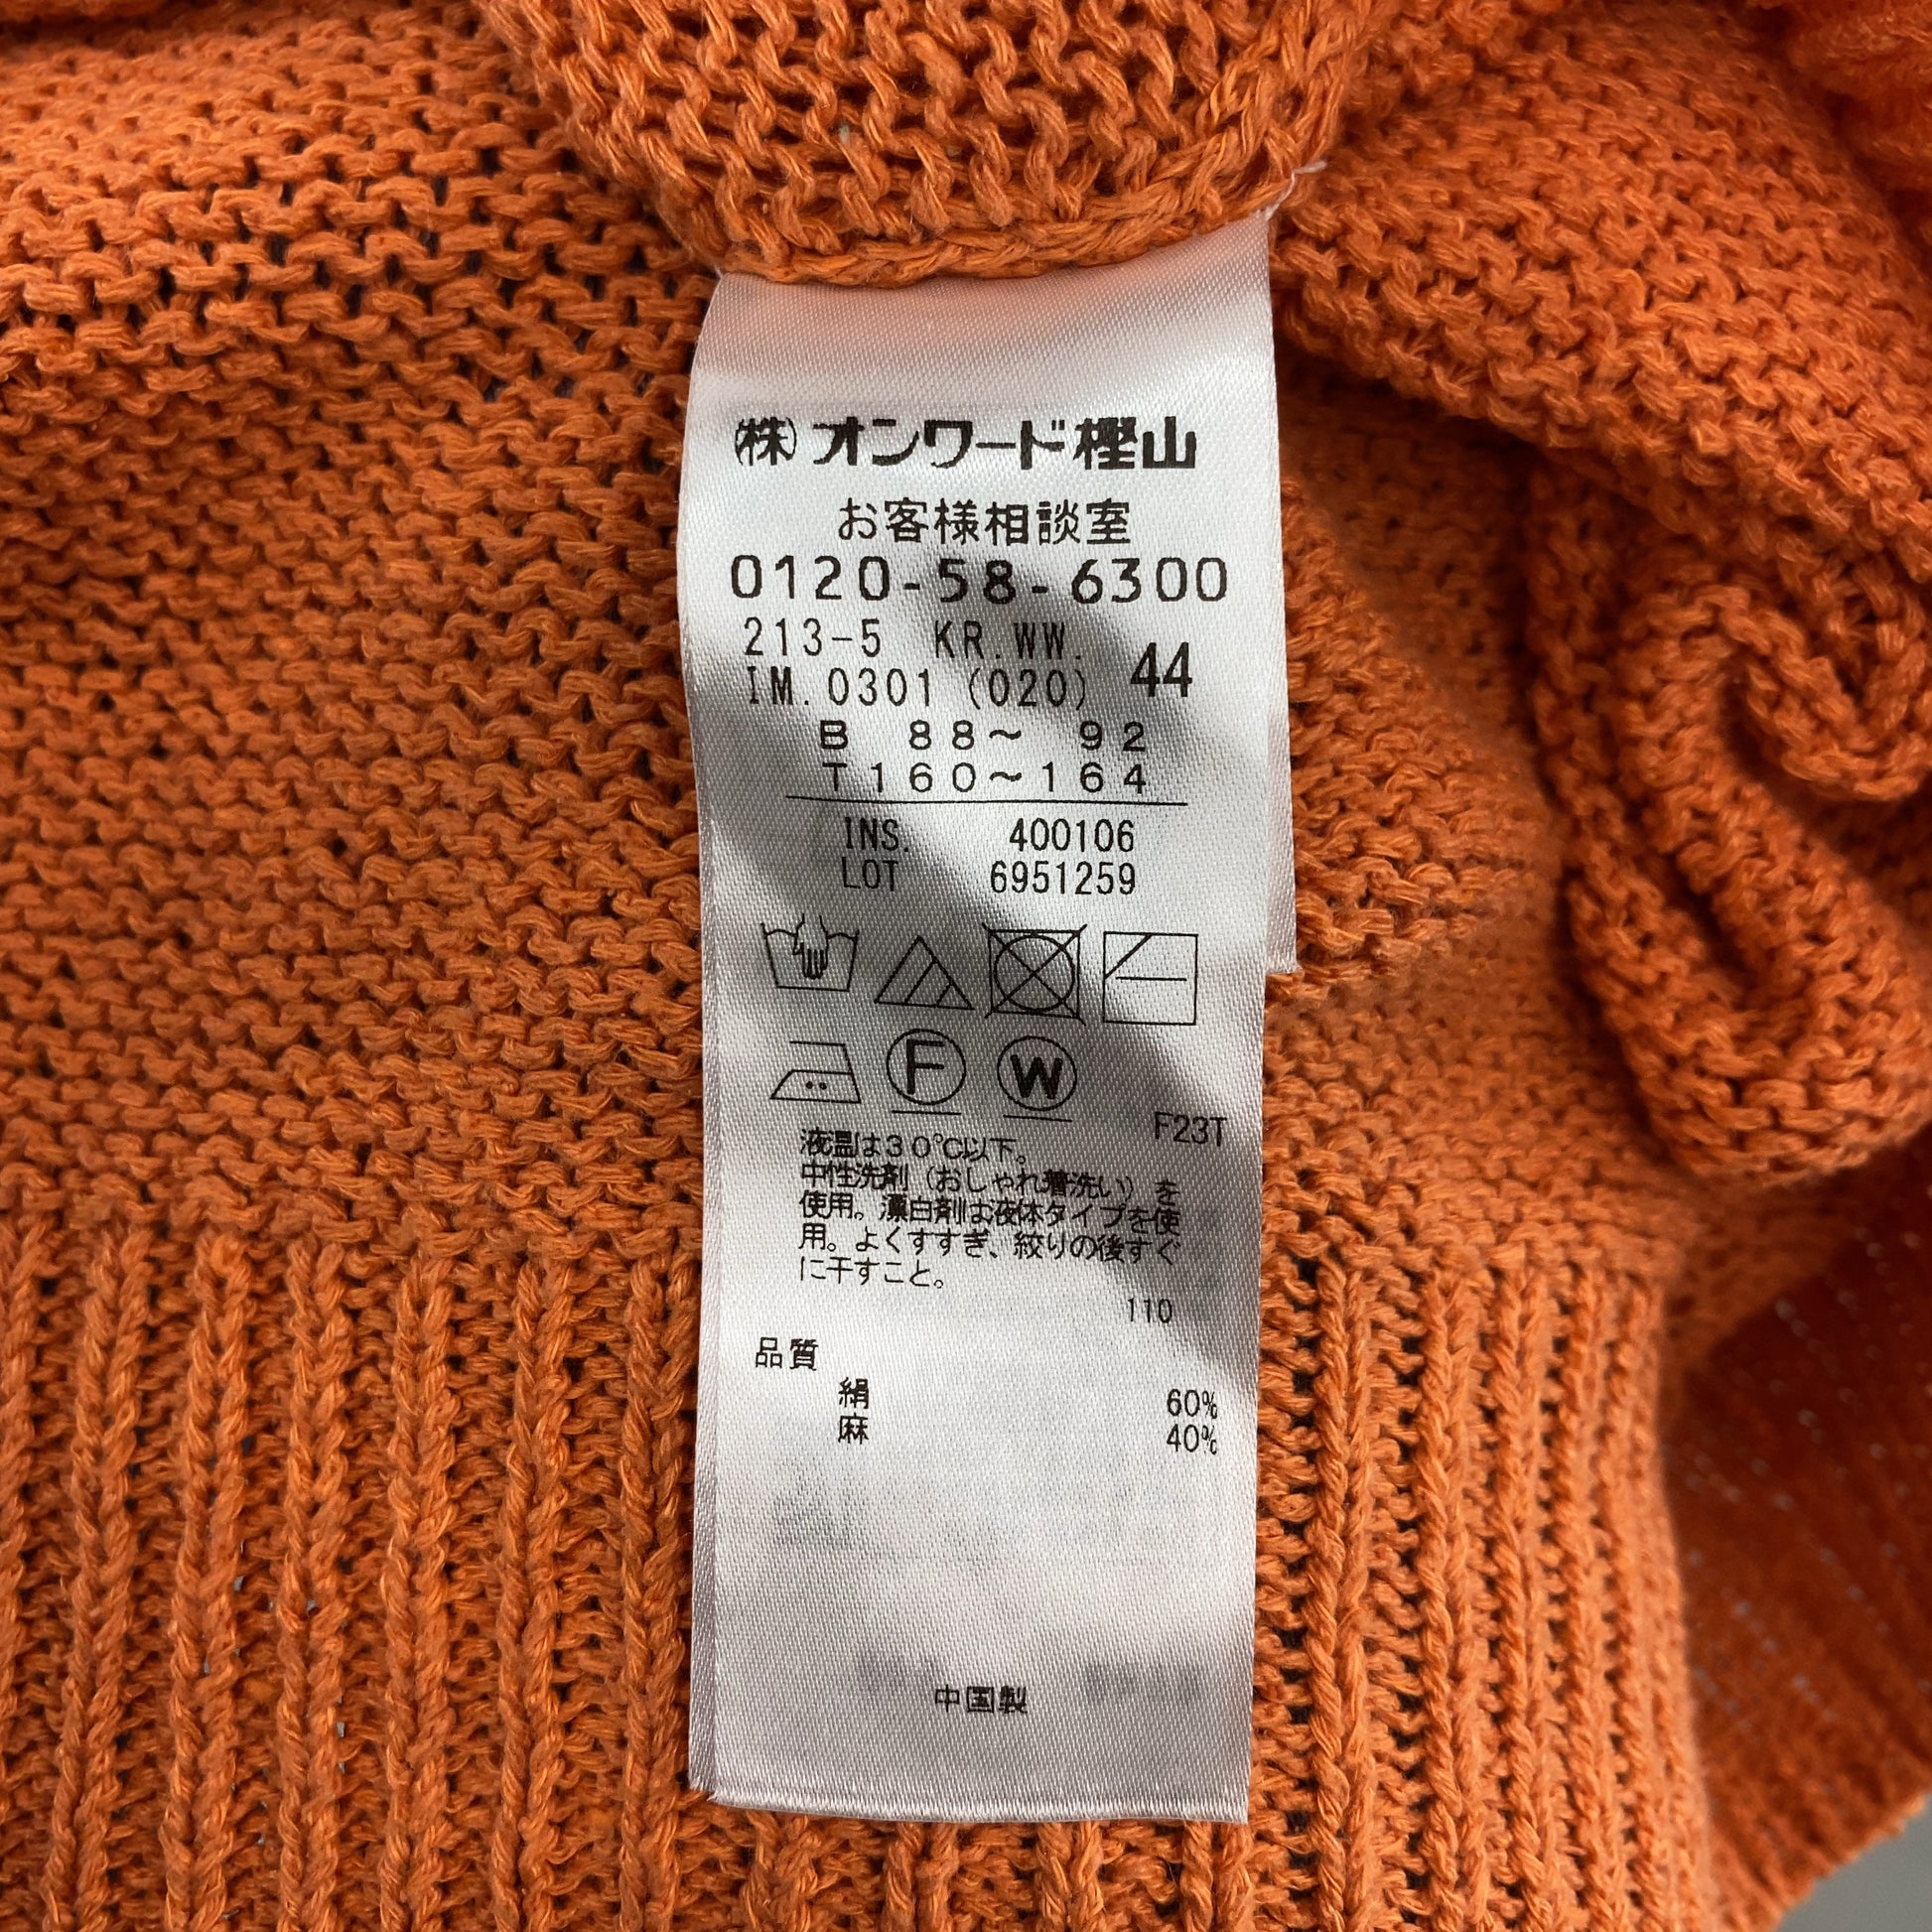 ㈱ オンワード樫山
お客様相談室
0120-58-6300
213-5 KR.WW.
IM.0301 (020) 44
B 88〜 92
T160〜164
INS. 400106
LOT 6951259
F W
F23T
液温は30℃以下。
中性洗剤（おしゃれ着洗い）を
使用。漂白剤は液体タイプを使
用。よくすすぎ、絞りの後すぐ
に干すこと。
110
品質
絹 60%
麻 40%
中国製